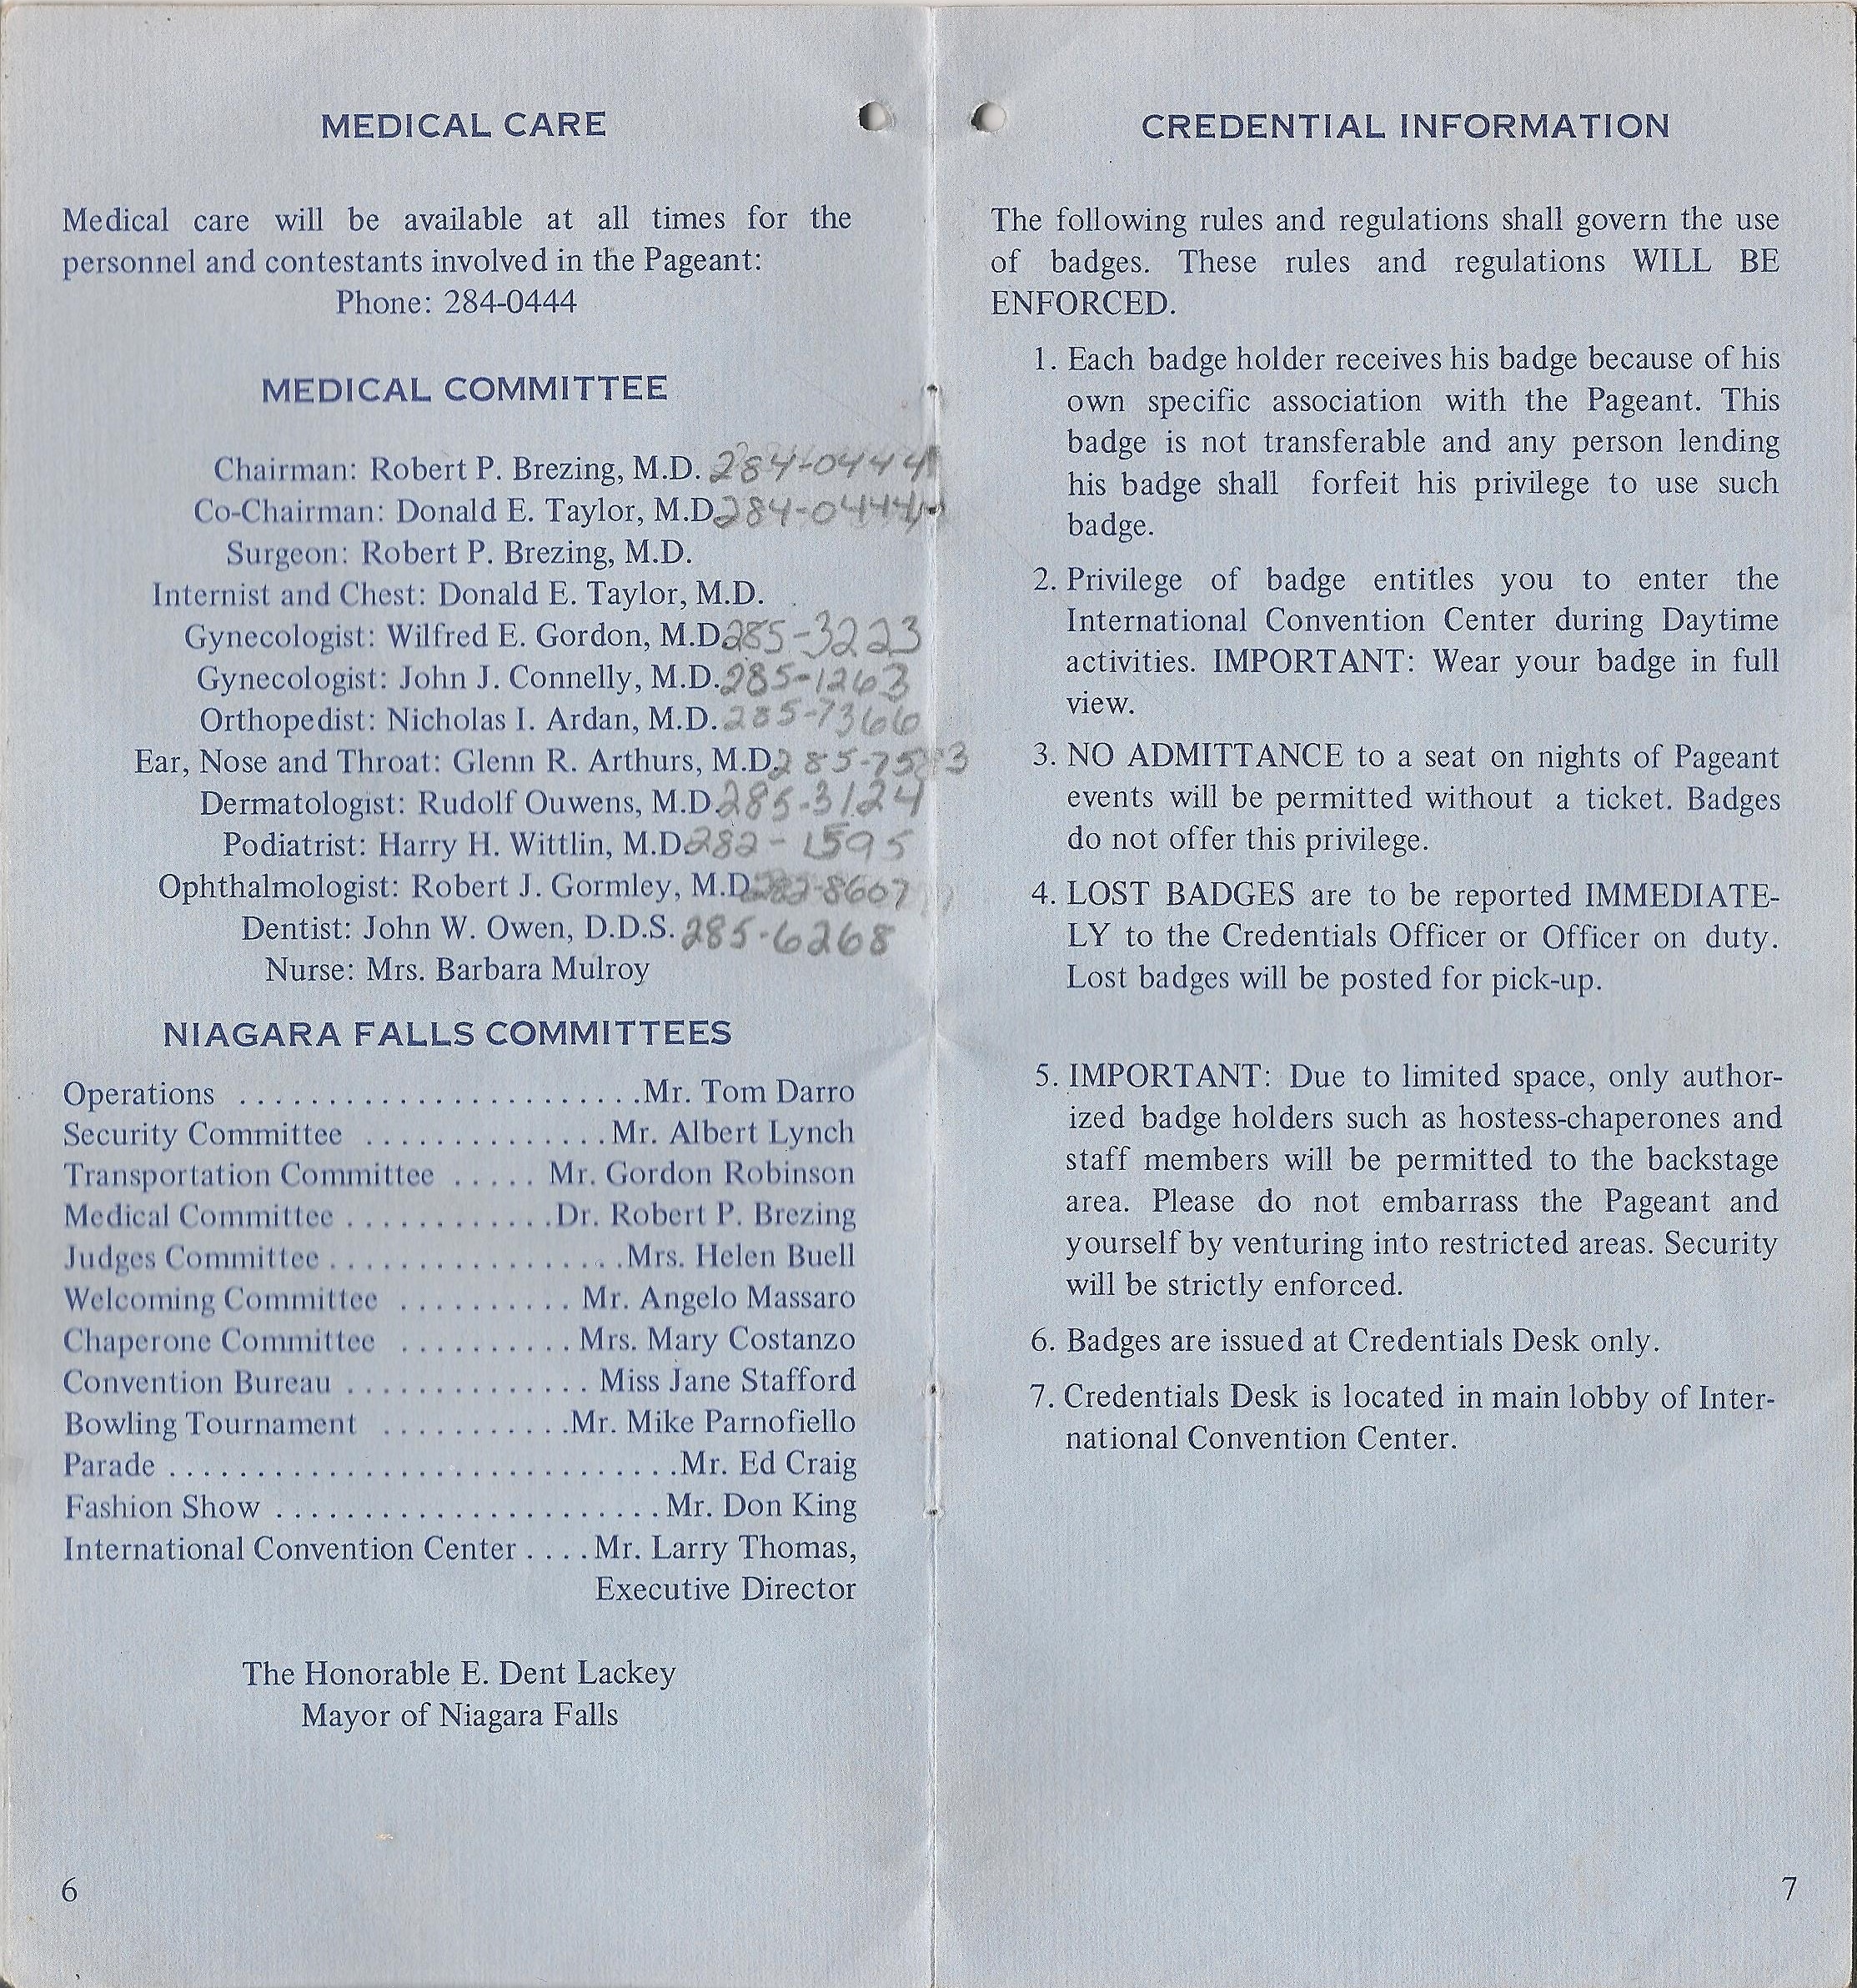 MEDICAL CARE
Medical care will be available at all times for the
personnel and contestants involved in the Pageant:
Phone: 284-0444
MEDICAL COMMITTEE
Chairman: Robert P. Brezing, M.D. 284-0444
Co-Chairman: Donald E. Taylor, M.D. 284-0444
Surgeon: Robert P. Brezing, M.D.
Internist and Chest: Donald E. Taylor, M.D.
Gynecologist: Wilfred E. Gordon, M.D. 285-3223
Gynecologist: John J. Connelly, M.D. 285-1263
Orthopedist: Nicholas I. Ardan, M.D. 285-7366
Ear, Nose and Throat: Glenn R. Arthurs, M.D.
Dermatologist: Rudolf Ouwens, M.D. 285-3124
Podiatrist: Harry H. Wittlin, M.D. 282-1595
Ophthalmologist: Robert J. Gormley, M.D. 282-8607
Dentist: John W. Owen, D.D.S. 285-6268
Nurse: Mrs. Barbara Mulroy
NIAGARA FALLS COMMITTEES
Operations ........................Mr. Tom Darro
Security Committee ..............Mr. Albert Lynch
Transportation Committee ..... Mr. Gordon Robinson
Medical Committee ............Dr. Robert P. Brezing
Judges Committee ..................Mrs. Helen Buell
Welcoming Committee .......... Mr. Angelo Massaro
Chaperone Committee .......... Mrs. Mary Costanzo
Convention Bureau .............. Miss Jane Stafford
Bowling Tournament ...........Mr. Mike Parnofiello
Parade ..............................Mr. Ed Craig
Fashion Show ...................... Mr. Don King
International Convention Center .... Mr. Larry Thomas,
Executive Director
The Honorable E. Dent Lackey
Mayor of Niagara Falls
6
CREDENTIAL INFORMATION
The following rules and regulations shall govern the use
of badges. These rules and regulations WILL BE
ENFORCED.
1. Each badge holder receives his badge because of his
own specific association with the Pageant. This
badge is not transferable and any person lending
his badge shall forfeit his privilege to use such
badge.
2. Privilege of badge entitles you to enter the
International Convention Center during Daytime
activities. IMPORTANT: Wear your badge in full
view.
3. NO ADMITTANCE to a seat on nights of Pageant
events will be permitted without a ticket. Badges
do not offer this privilege.
4. LOST BADGES are to be reported IMMEDIATE-
LY to the Credentials Officer or Officer on duty.
Lost badges will be posted for pick-up.
5. IMPORTANT: Due to limited space, only author-
ized badge holders such as hostess-chaperones and
staff members will be permitted to the backstage
area. Please do not embarrass the Pageant and
yourself by venturing into restricted areas. Security
will be strictly enforced.
6. Badges are issued at Credentials Desk only.
7. Credentials Desk is located in main lobby of Inter-
national Convention Center.
7